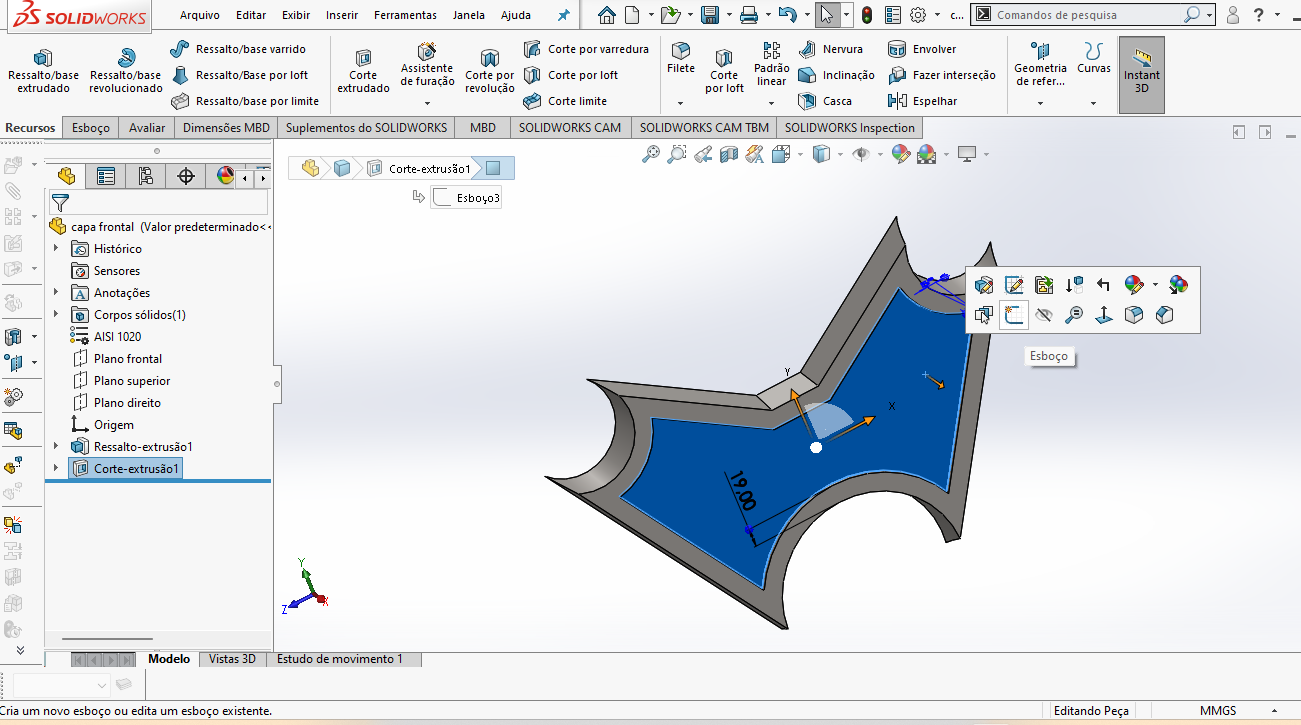 SOLIDWORKS
Arquivo Editar Exibir Inserir Ferramentas Janela Ajuda
c... Comandos de pesquisa ?
Ressalto/base extrudado
Ressalto/base revolucionado
Ressalto/base varrido
Ressalto/Base por loft
Ressalto/base por limite
Corte extrudado
Assistente de furação
Corte por revolução
Corte por varredura
Corte por loft
Corte limite
Filete
Corte por loft
Padrão linear
Nervura
Inclinação
Casca
Envolver
Fazer interseção
Espelhar
Geometria de refer...
Curvas
Instant 3D
Recursos Esboço Avaliar Dimensões MBD Suplementos do SOLIDWORKS MBD SOLIDWORKS CAM SOLIDWORKS CAM TBM SOLIDWORKS Inspection
Corte-extrusão1
Esboço3
capa frontal (Valor predeterminado<<
Histórico
Sensores
Anotações
Corpos sólidos(1)
AISI 1020
Plano frontal
Plano superior
Plano direito
Origem
Ressalto-extrusão1
Corte-extrusão1
Esboço
Y
X
19,00
Y
Z
X
Modelo Vistas 3D Estudo de movimento 1
Cria um novo esboço ou edita um esboço existente.
Editando Peça MMGS